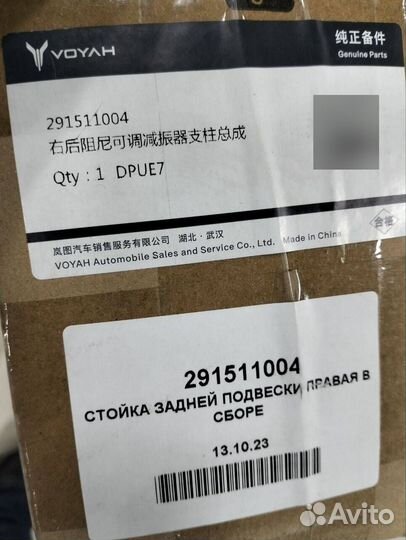 VOYAH
纯正备件
Genuine Parts
291511004
右后阻尼可调减振器支柱总成
Qty : 1 DPUE7
合格
岚图汽车销售服务有限公司 湖北·武汉
VOYAH Automobile Sales and Service Co., Ltd. Made in China
291511004
СТОЙКА ЗАДНЕЙ ПОДВЕСКИ ПРАВАЯ В
СБОРЕ
13.10.23
Avito